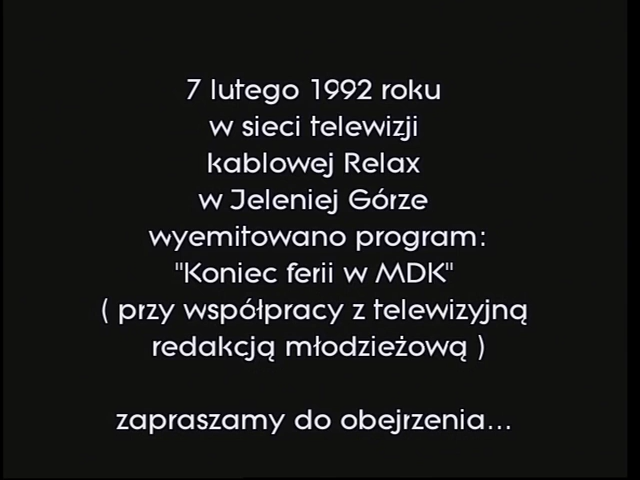 7 lutego 1992 roku
w sieci telewizji
kablowej Relax
w Jeleniej Górze
wyemitowano program:
"Koniec ferii w MDK"
( przy współpracy z telewizyjną
redakcją młodzieżową )
zapraszamy do obejrzenia...